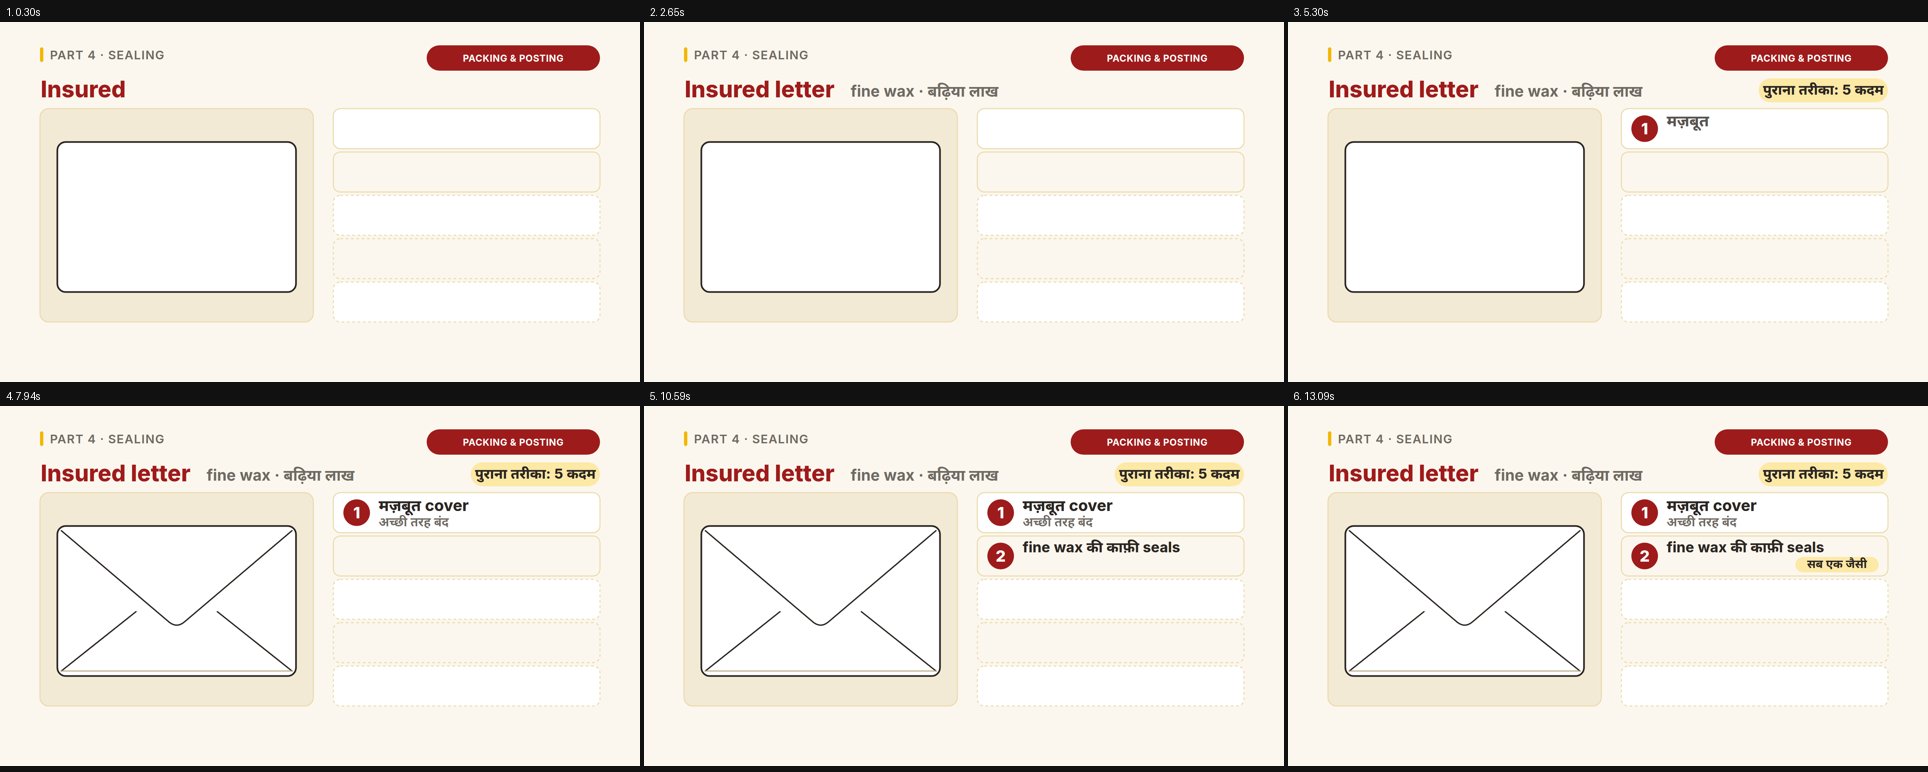 1. 0.30s
PART 4 · SEALING
PACKING & POSTING
Insured
2. 2.65s
PART 4 · SEALING
PACKING & POSTING
Insured letter fine wax · बढ़िया लाख
3. 5.30s
PART 4 · SEALING
PACKING & POSTING
Insured letter fine wax · बढ़िया लाख पुराना तरीका: 5 कदम
1 मज़बूत
4. 7.94s
PART 4 · SEALING
PACKING & POSTING
Insured letter fine wax · बढ़िया लाख पुराना तरीका: 5 कदम
1 मज़बूत cover
अच्छी तरह बंद
5. 10.59s
PART 4 · SEALING
PACKING & POSTING
Insured letter fine wax · बढ़िया लाख पुराना तरीका: 5 कदम
1 मज़बूत cover
अच्छी तरह बंद
2 fine wax की काफ़ी seals
6. 13.09s
PART 4 · SEALING
PACKING & POSTING
Insured letter fine wax · बढ़िया लाख पुराना तरीका: 5 कदम
1 मज़बूत cover
अच्छी तरह बंद
2 fine wax की काफ़ी seals
सब एक जैसी